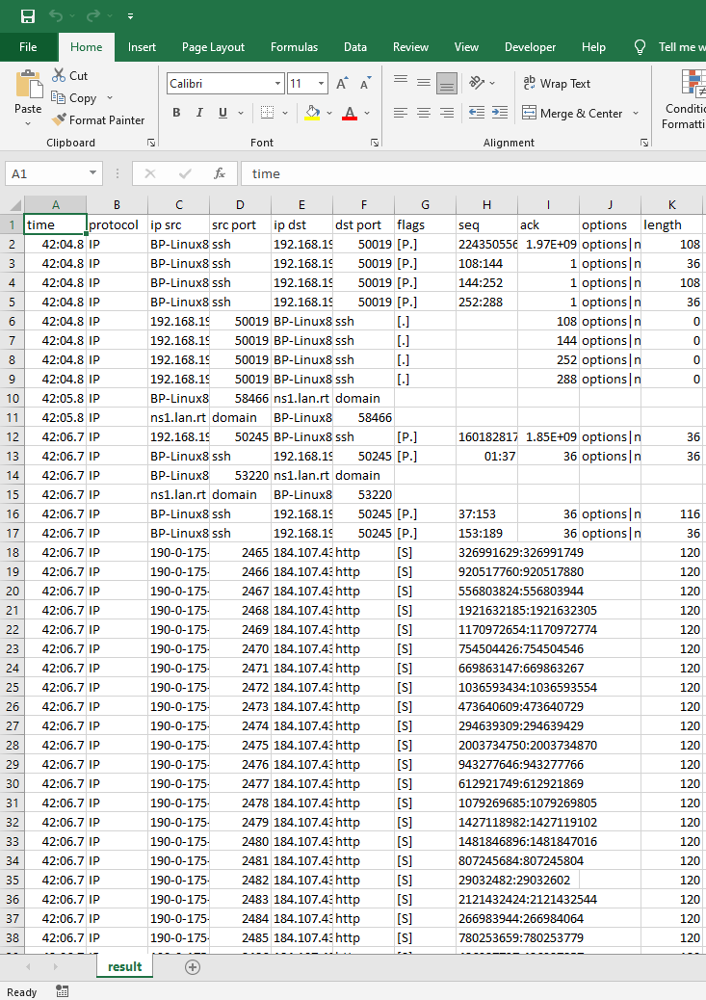 File Home Insert Page Layout Formulas Data Review View Developer Help Tell me w
Cut
Copy
Format Painter
Paste
Clipboard
Calibri 11
B I U
Font
Wrap Text
Merge & Center
Alignment
Conditic
Formatti
A1 fx time
A B C D E F G H I J K
1 time protocol ip src src port ip dst dst port flags seq ack options length
2 42:04.8 IP BP-Linux8 ssh 192.168.19 50019 [P.] 224350556 1.97E+09 options|n 108
3 42:04.8 IP BP-Linux8 ssh 192.168.19 50019 [P.] 108:144 1 options|n 36
4 42:04.8 IP BP-Linux8 ssh 192.168.19 50019 [P.] 144:252 1 options|n 108
5 42:04.8 IP BP-Linux8 ssh 192.168.19 50019 [P.] 252:288 1 options|n 36
6 42:04.8 IP 192.168.19 50019 BP-Linux8 ssh [.] 108 options|n 0
7 42:04.8 IP 192.168.19 50019 BP-Linux8 ssh [.] 144 options|n 0
8 42:04.8 IP 192.168.19 50019 BP-Linux8 ssh [.] 252 options|n 0
9 42:04.8 IP 192.168.19 50019 BP-Linux8 ssh [.] 288 options|n 0
10 42:05.8 IP BP-Linux8 58466 ns1.lan.rt domain
11 42:05.8 IP ns1.lan.rt domain BP-Linux8 58466
12 42:06.7 IP 192.168.19 50245 BP-Linux8 ssh [P.] 160182817 1.85E+09 options|n 36
13 42:06.7 IP BP-Linux8 ssh 192.168.19 50245 [P.] 01:37 36 options|n 36
14 42:06.7 IP BP-Linux8 53220 ns1.lan.rt domain
15 42:06.7 IP ns1.lan.rt domain BP-Linux8 53220
16 42:06.7 IP BP-Linux8 ssh 192.168.19 50245 [P.] 37:153 36 options|n 116
17 42:06.7 IP BP-Linux8 ssh 192.168.19 50245 [P.] 153:189 36 options|n 36
18 42:06.7 IP 190-0-175- 2465 184.107.43 http [S] 326991629:326991749 120
19 42:06.7 IP 190-0-175- 2466 184.107.43 http [S] 920517760:920517880 120
20 42:06.7 IP 190-0-175- 2467 184.107.43 http [S] 556803824:556803944 120
21 42:06.7 IP 190-0-175- 2468 184.107.43 http [S] 1921632185:1921632305 120
22 42:06.7 IP 190-0-175- 2469 184.107.43 http [S] 1170972654:1170972774 120
23 42:06.7 IP 190-0-175- 2470 184.107.43 http [S] 754504426:754504546 120
24 42:06.7 IP 190-0-175- 2471 184.107.43 http [S] 669863147:669863267 120
25 42:06.7 IP 190-0-175- 2472 184.107.43 http [S] 1036593434:1036593554 120
26 42:06.7 IP 190-0-175- 2473 184.107.43 http [S] 473640609:473640729 120
27 42:06.7 IP 190-0-175- 2474 184.107.43 http [S] 294639309:294639429 120
28 42:06.7 IP 190-0-175- 2475 184.107.43 http [S] 2003734750:2003734870 120
29 42:06.7 IP 190-0-175- 2476 184.107.43 http [S] 943277646:943277766 120
30 42:06.7 IP 190-0-175- 2477 184.107.43 http [S] 612921749:612921869 120
31 42:06.7 IP 190-0-175- 2478 184.107.43 http [S] 1079269685:1079269805 120
32 42:06.7 IP 190-0-175- 2479 184.107.43 http [S] 1427118982:1427119102 120
33 42:06.7 IP 190-0-175- 2480 184.107.43 http [S] 1481846896:1481847016 120
34 42:06.7 IP 190-0-175- 2481 184.107.43 http [S] 807245684:807245804 120
35 42:06.7 IP 190-0-175- 2482 184.107.43 http [S] 29032482:29032602 120
36 42:06.7 IP 190-0-175- 2483 184.107.43 http [S] 2121432424:2121432544 120
37 42:06.7 IP 190-0-175- 2484 184.107.43 http [S] 266983944:266984064 120
38 42:06.7 IP 190-0-175- 2485 184.107.43 http [S] 780253659:780253779 120
result
Ready